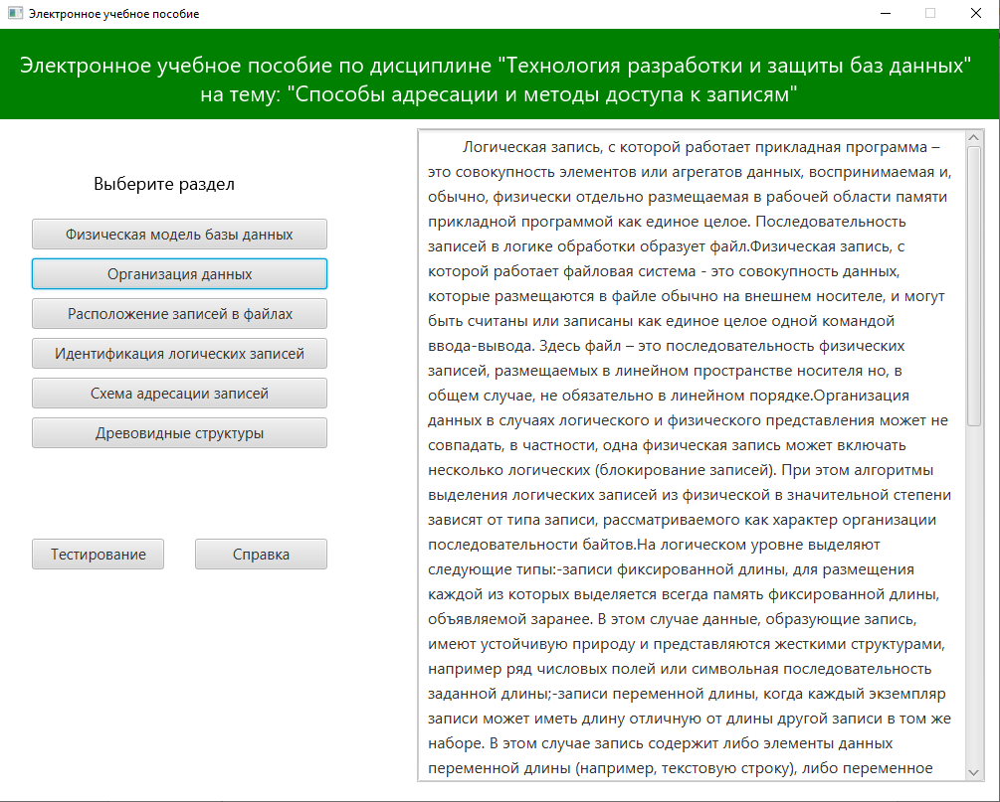 Электронное учебное пособие
Электронное учебное пособие по дисциплине "Технология разработки и защиты баз данных"
на тему: "Способы адресации и методы доступа к записям"
Выберите раздел
Физическая модель базы данных
Организация данных
Расположение записей в файлах
Идентификация логических записей
Схема адресации записей
Древовидные структуры
Тестирование
Справка
Логическая запись, с которой работает прикладная программа –
это совокупность элементов или агрегатов данных, воспринимаемая и,
обычно, физически отдельно размещаемая в рабочей области памяти
прикладной программой как единое целое. Последовательность
записей в логике обработки образует файл.Физическая запись, с
которой работает файловая система - это совокупность данных,
которые размещаются в файле обычно на внешнем носителе, и могут
быть считаны или записаны как единое целое одной командой
ввода-вывода. Здесь файл – это последовательность физических
записей, размещаемых в линейном пространстве носителя но, в
общем случае, не обязательно в линейном порядке.Организация
данных в случаях логического и физического представления может не
совпадать, в частности, одна физическая запись может включать
несколько логических (блокирование записей). При этом алгоритмы
выделения логических записей из физической в значительной степени
зависят от типа записи, рассматриваемого как характер организации
последовательности байтов.На логическом уровне выделяют
следующие типы:-записи фиксированной длины, для размещения
каждой из которых выделяется всегда память фиксированной длины,
объявляемой заранее. В этом случае данные, образующие запись,
имеют устойчивую природу и представляются жесткими структурами,
например ряд числовых полей или символьная последовательность
заданной длины;-записи переменной длины, когда каждый экземпляр
записи может иметь длину отличную от длины другой записи в том же
наборе. В этом случае запись содержит либо элементы данных
переменной длины (например, текстовую строку), либо переменное